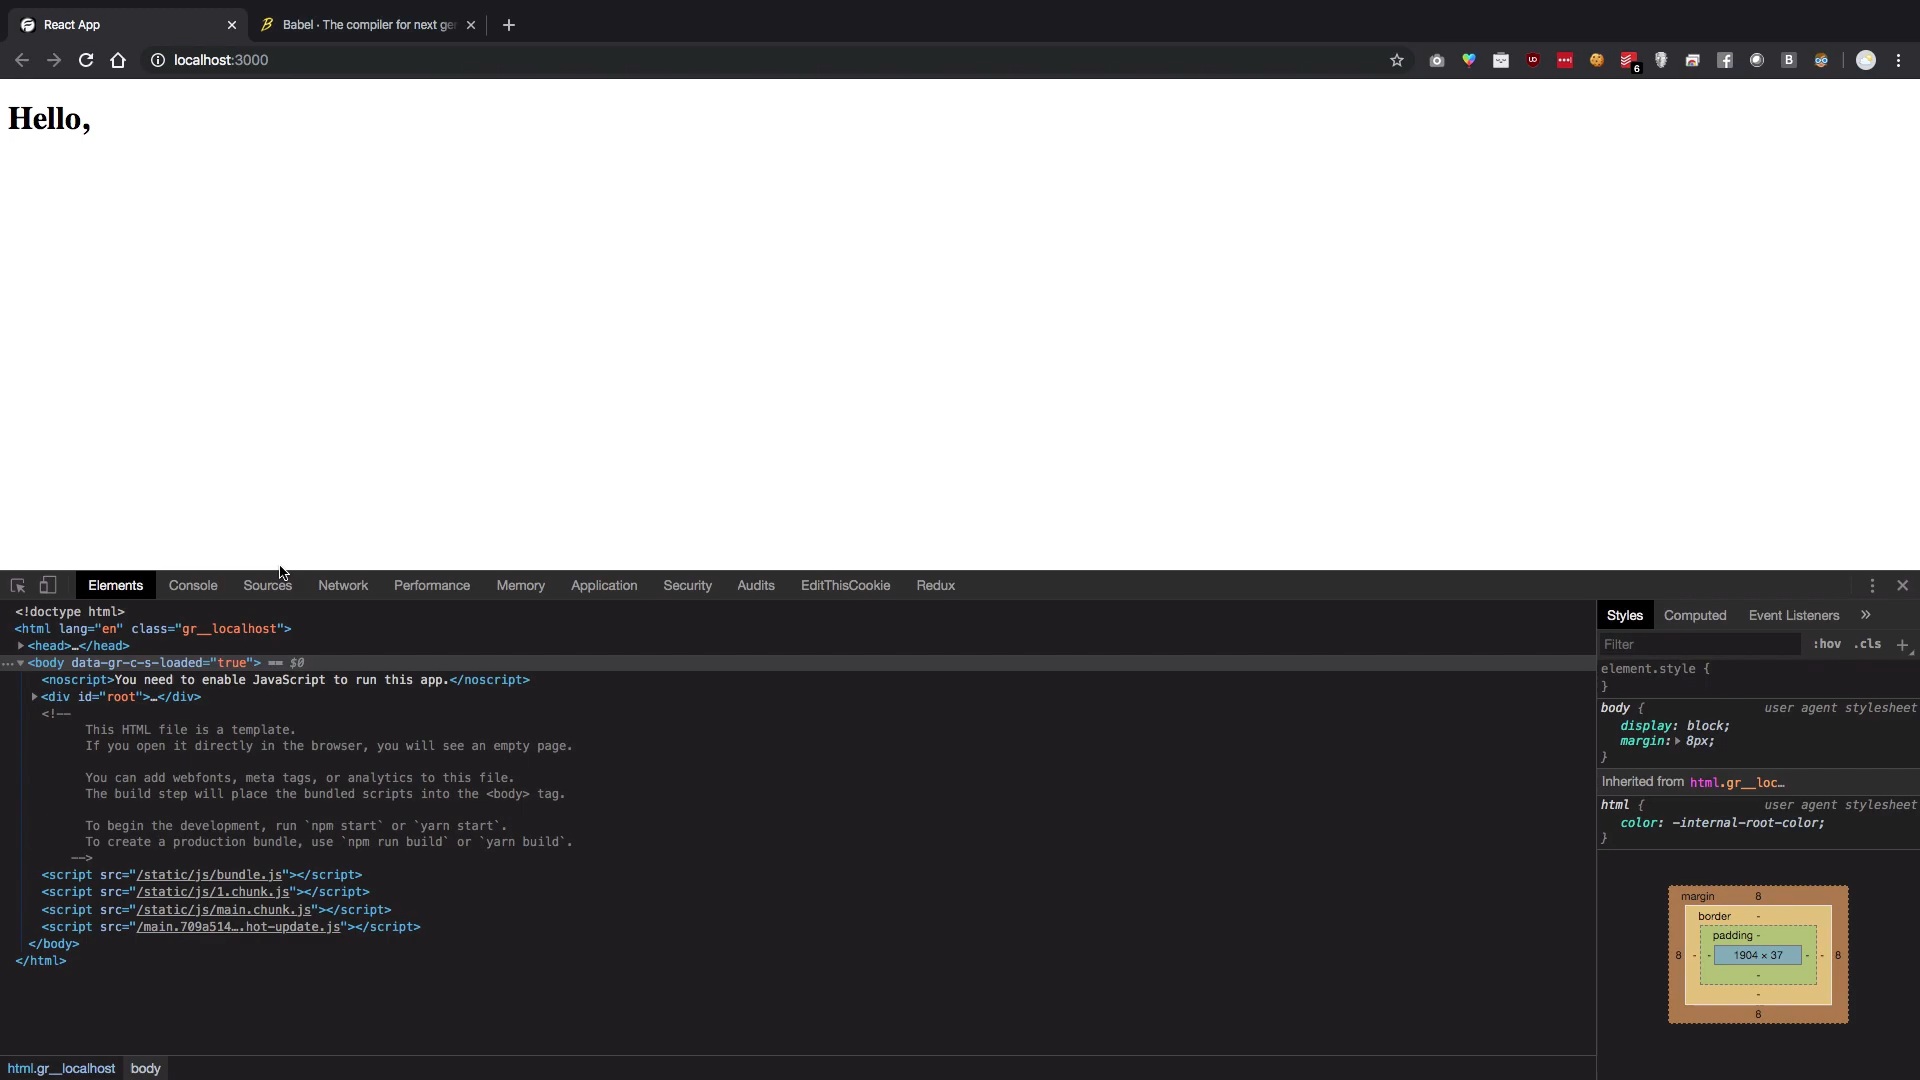 React App
Babel · The compiler for next ger
localhost:3000
UD
6
B
Hello,
Elements Console Sources Network Performance Memory Application Security Audits EditThisCookie Redux
<!doctype html>
<html lang="en" class="gr__localhost">
<head>…</head>
…<body data-gr-c-s-loaded="true"> == $0
<noscript>You need to enable JavaScript to run this app.</noscript>
<div id="root">…</div>
<!--
This HTML file is a template.
If you open it directly in the browser, you will see an empty page.
You can add webfonts, meta tags, or analytics to this file.
The build step will place the bundled scripts into the <body> tag.
To begin the development, run `npm start` or `yarn start`.
To create a production bundle, use `npm run build` or `yarn build`.
-->
<script src="/static/js/bundle.js"></script>
<script src="/static/js/1.chunk.js"></script>
<script src="/static/js/main.chunk.js"></script>
<script src="/main.709a514….hot-update.js"></script>
</body>
</html>
html.gr__localhost body
Styles Computed Event Listeners »
Filter :hov .cls +
element.style {
}
body { user agent stylesheet
display: block;
margin: 8px;
}
Inherited from html.gr__loc…
html { user agent stylesheet
color: -internal-root-color;
}
margin 8
border -
padding -
8 - - 1904 × 37 - - 8
-
-
8